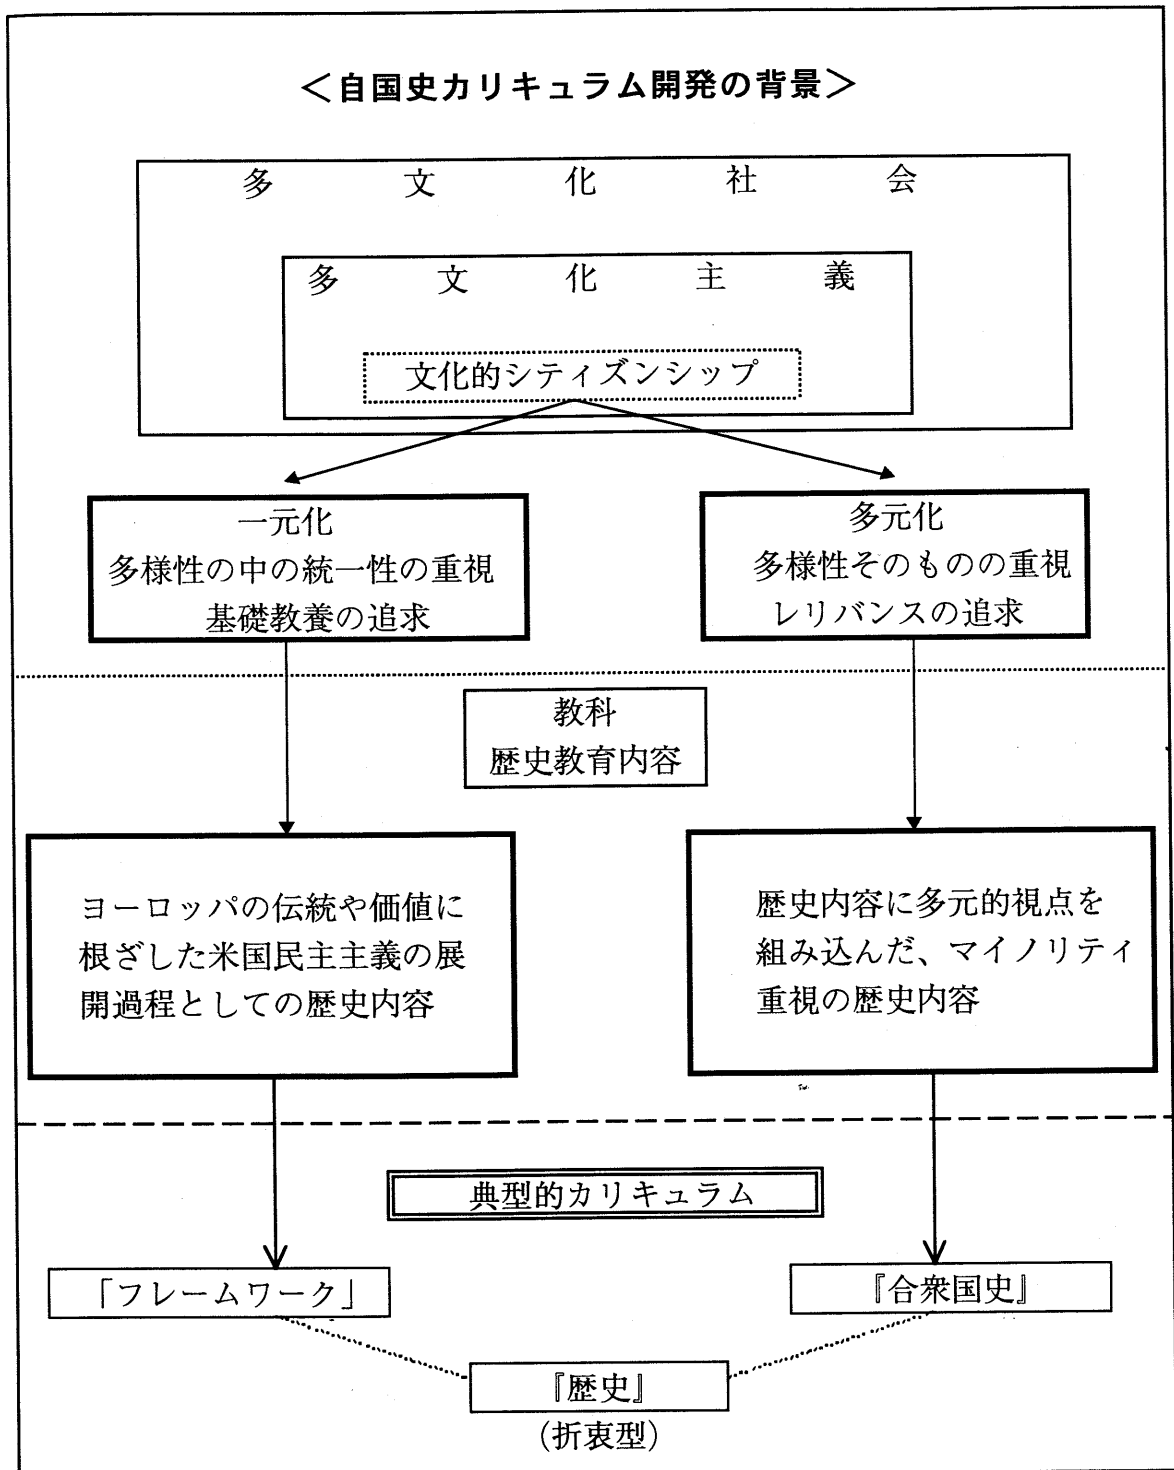 ＜自国史カリキュラム開発の背景＞
多文化社会
多文化主義
文化的シティズンシップ
一元化
多様性の中の統一性の重視
基礎教養の追求
多元化
多様性そのものの重視
レリバンスの追求
教科
歴史教育内容
ヨーロッパの伝統や価値に
根ざした米国民主主義の展
開過程としての歴史内容
歴史内容に多元的視点を
組み込んだ、マイノリティ
重視の歴史内容
典型的カリキュラム
「フレームワーク」
『合衆国史』
『歴史』
（折衷型）